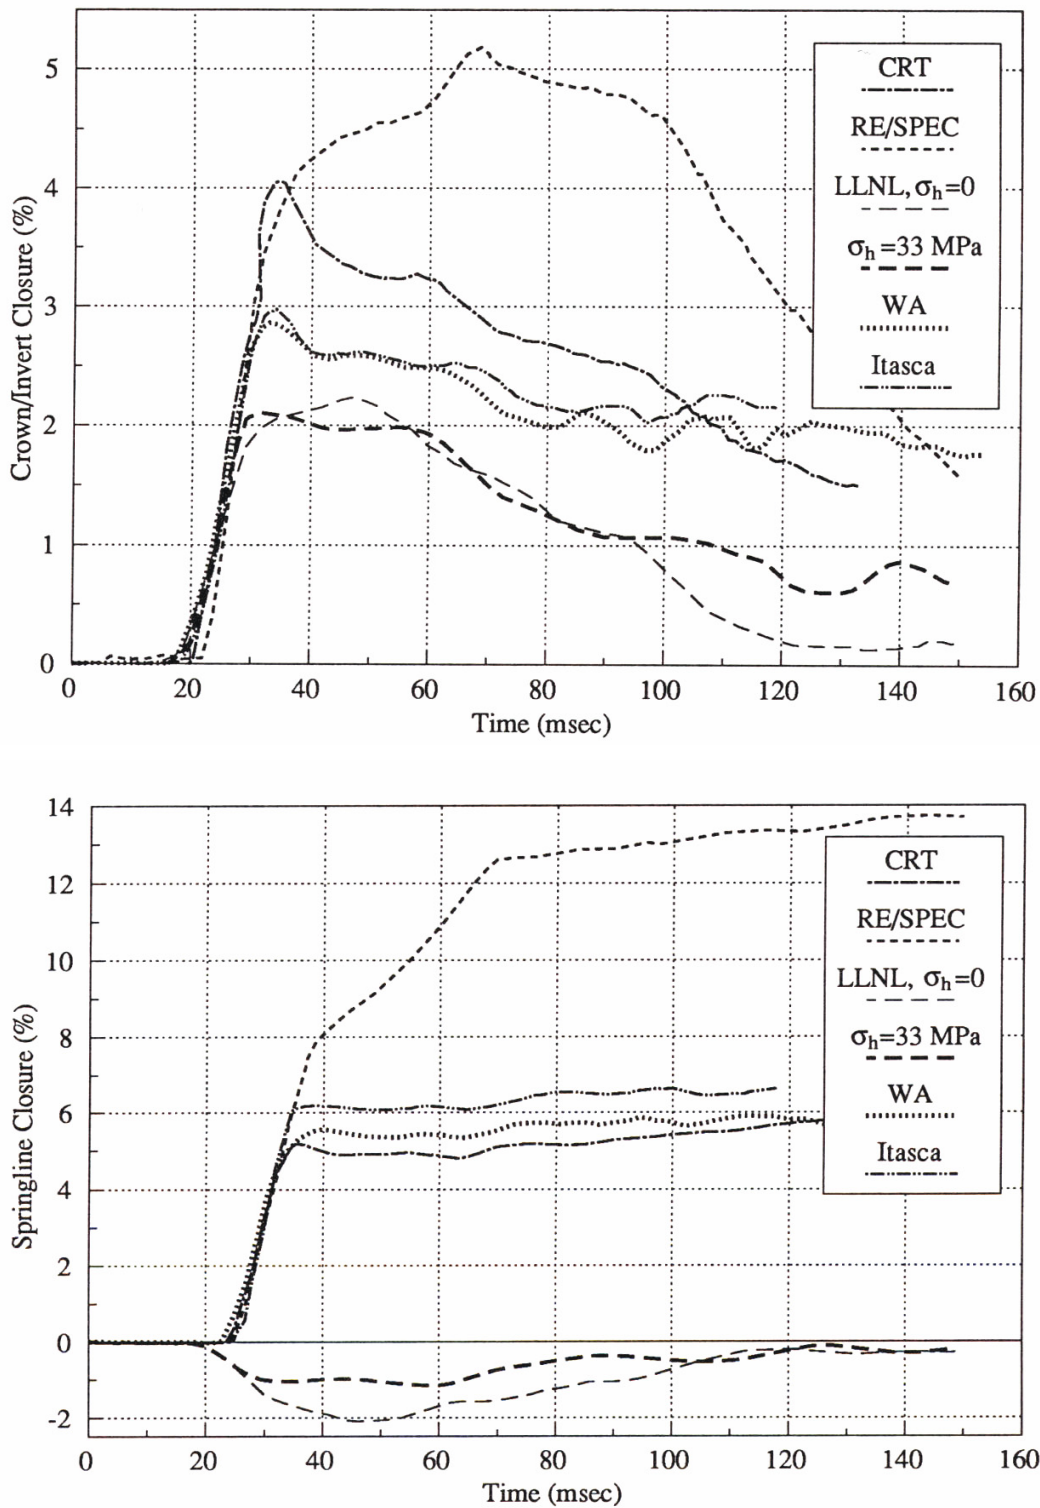 5
4
3
2
1
0
Crown/Invert Closure (%)
CRT
RE/SPEC
LLNL, σh=0
σh=33 MPa
WA
Itasca
0 20 40 60 80 100 120 140 160
Time (msec)
14
12
10
8
6
4
2
0
-2
Springline Closure (%)
CRT
RE/SPEC
LLNL, σh=0
σh=33 MPa
WA
Itasca
0 20 40 60 80 100 120 140 160
Time (msec)